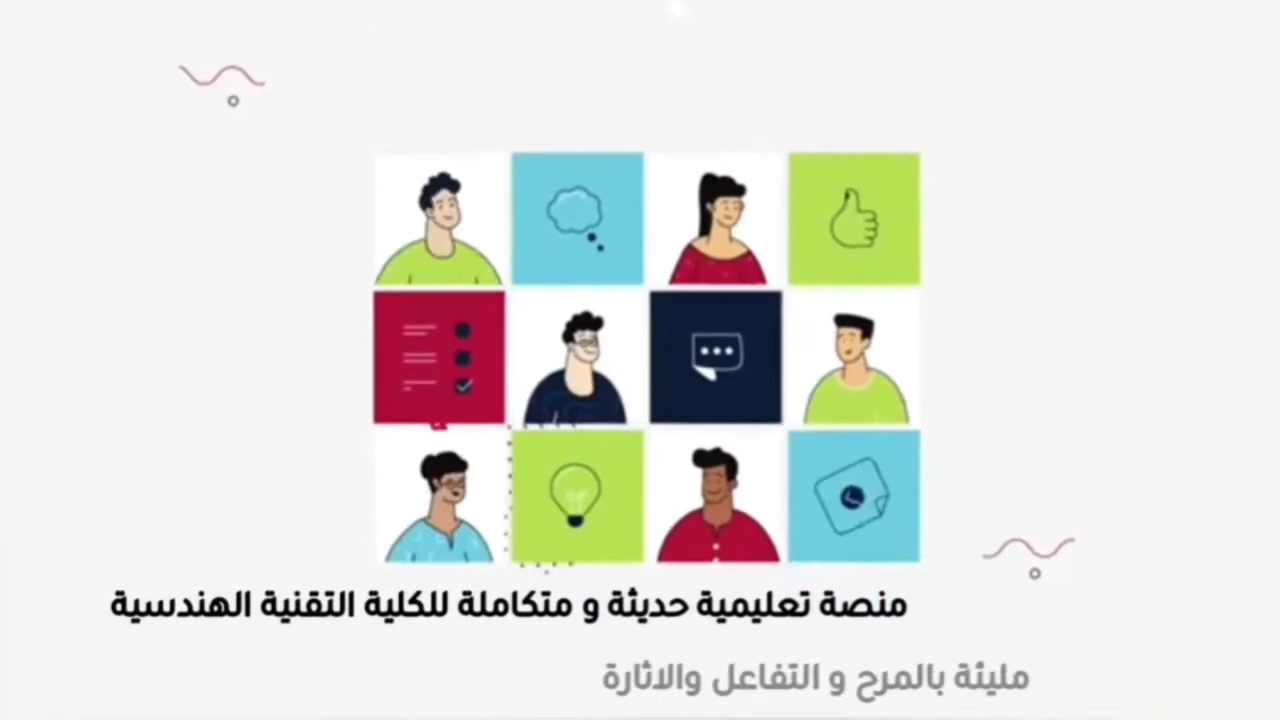 منصة تعليمية حديثة و متكاملة للكلية التقنية الهندسية
مليئة بالمرح و التفاعل والاثارة